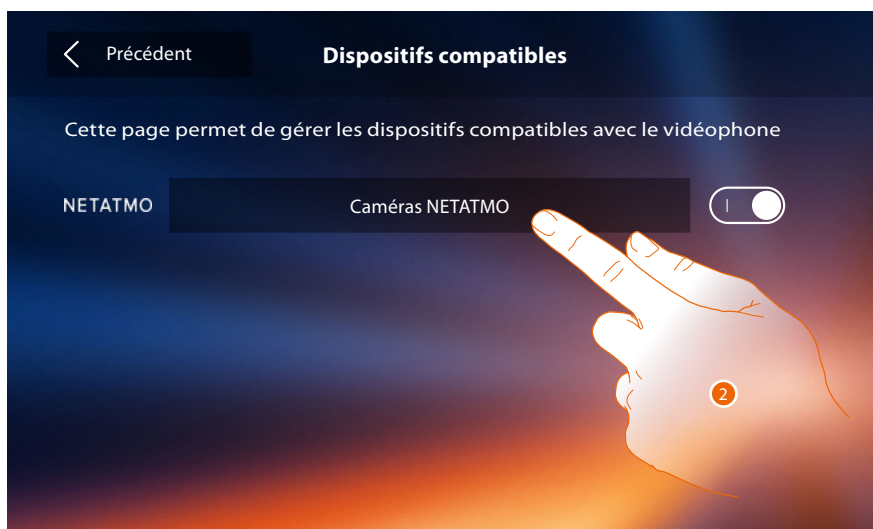 Précédent
Dispositifs compatibles
Cette page permet de gérer les dispositifs compatibles avec le vidéophone
NETATMO
Caméras NETATMO
2